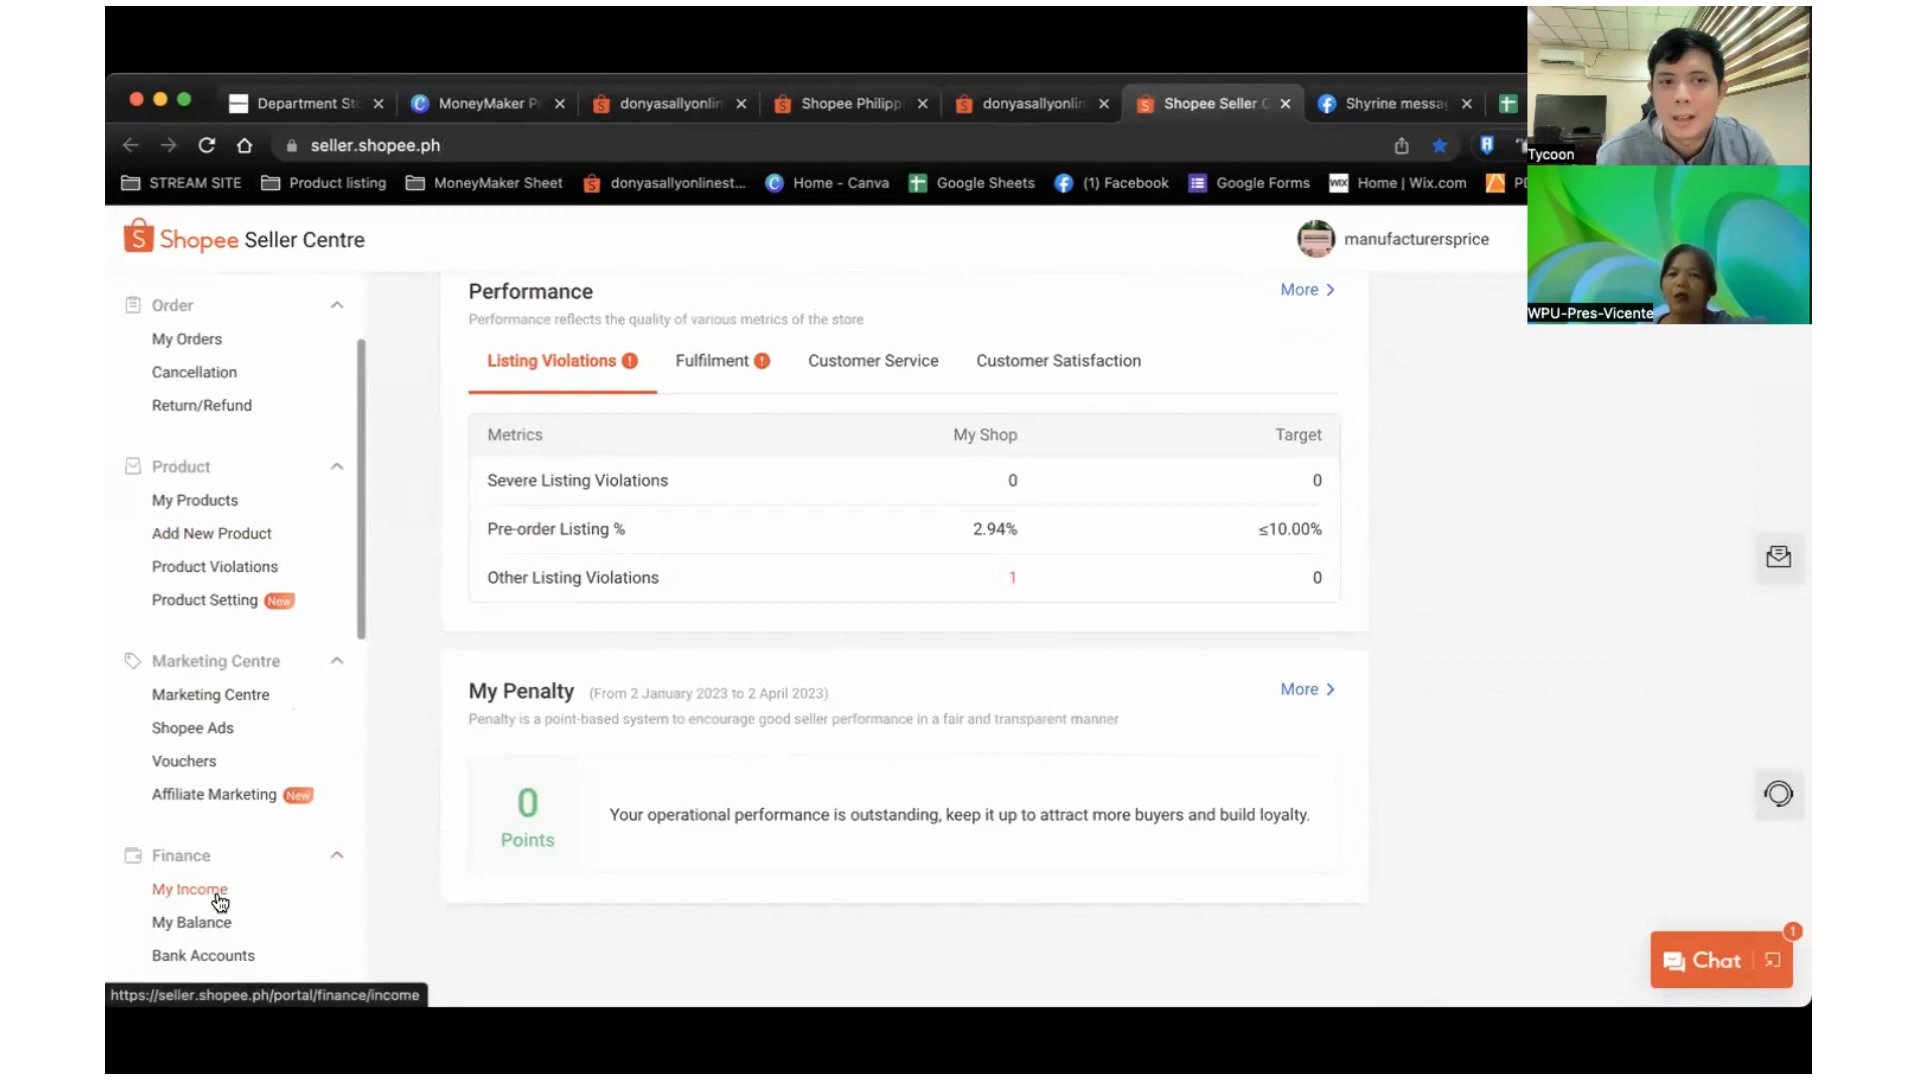 Department St
MoneyMaker P
donyasallyonlin
Shopee Philipp
donyasallyonlin
Shopee Seller C
Shyrine messag
seller.shopee.ph
Tycoon
STREAM SITE
Product listing
MoneyMaker Sheet
donyasallyonlinest...
Home - Canva
Google Sheets
(1) Facebook
Google Forms
WIX
Home | Wix.com
Shopee Seller Centre
manufacturersprice
WPU-Pres-Vicente
Order
My Orders
Cancellation
Return/Refund
Product
My Products
Add New Product
Product Violations
Product Setting New
Marketing Centre
Marketing Centre
Shopee Ads
Vouchers
Affiliate Marketing New
Finance
My Income
My Balance
Bank Accounts
https://seller.shopee.ph/portal/finance/income
Performance
More
Performance reflects the quality of various metrics of the store
Listing Violations
Fulfilment
Customer Service
Customer Satisfaction
Metrics My Shop Target
Severe Listing Violations 0 0
Pre-order Listing % 2.94% ≤10.00%
Other Listing Violations 1 0
My Penalty (From 2 January 2023 to 2 April 2023)
More
Penalty is a point-based system to encourage good seller performance in a fair and transparent manner
0
Points
Your operational performance is outstanding, keep it up to attract more buyers and build loyalty.
Chat
1